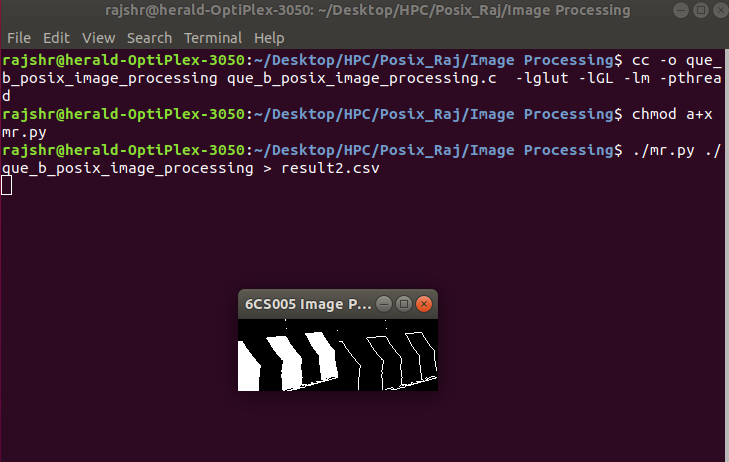 rajshr@herald-OptiPlex-3050: ~/Desktop/HPC/Posix_Raj/Image Processing
File Edit View Search Terminal Help
rajshr@herald-OptiPlex-3050:~/Desktop/HPC/Posix_Raj/Image Processing$ cc -o que_
b_posix_image_processing que_b_posix_image_processing.c  -lglut -lGL -lm -pthrea
d
rajshr@herald-OptiPlex-3050:~/Desktop/HPC/Posix_Raj/Image Processing$ chmod a+x
mr.py
rajshr@herald-OptiPlex-3050:~/Desktop/HPC/Posix_Raj/Image Processing$ ./mr.py ./
que_b_posix_image_processing > result2.csv
6CS005 Image P...